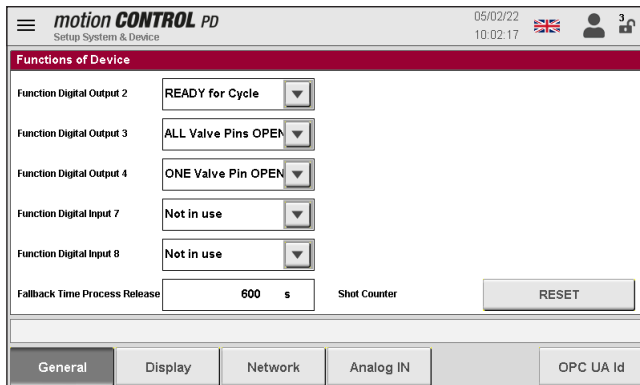 motion CONTROL PD
Setup System & Device
05/02/22
10:02:17
3
Functions of Device
Function Digital Output 2 READY for Cycle
Function Digital Output 3 ALL Valve Pins OPEN
Function Digital Output 4 ONE Valve Pin OPEN
Function Digital Input 7 Not in use
Function Digital Input 8 Not in use
Fallback Time Process Release 600 s Shot Counter RESET
General Display Network Analog IN OPC UA Id